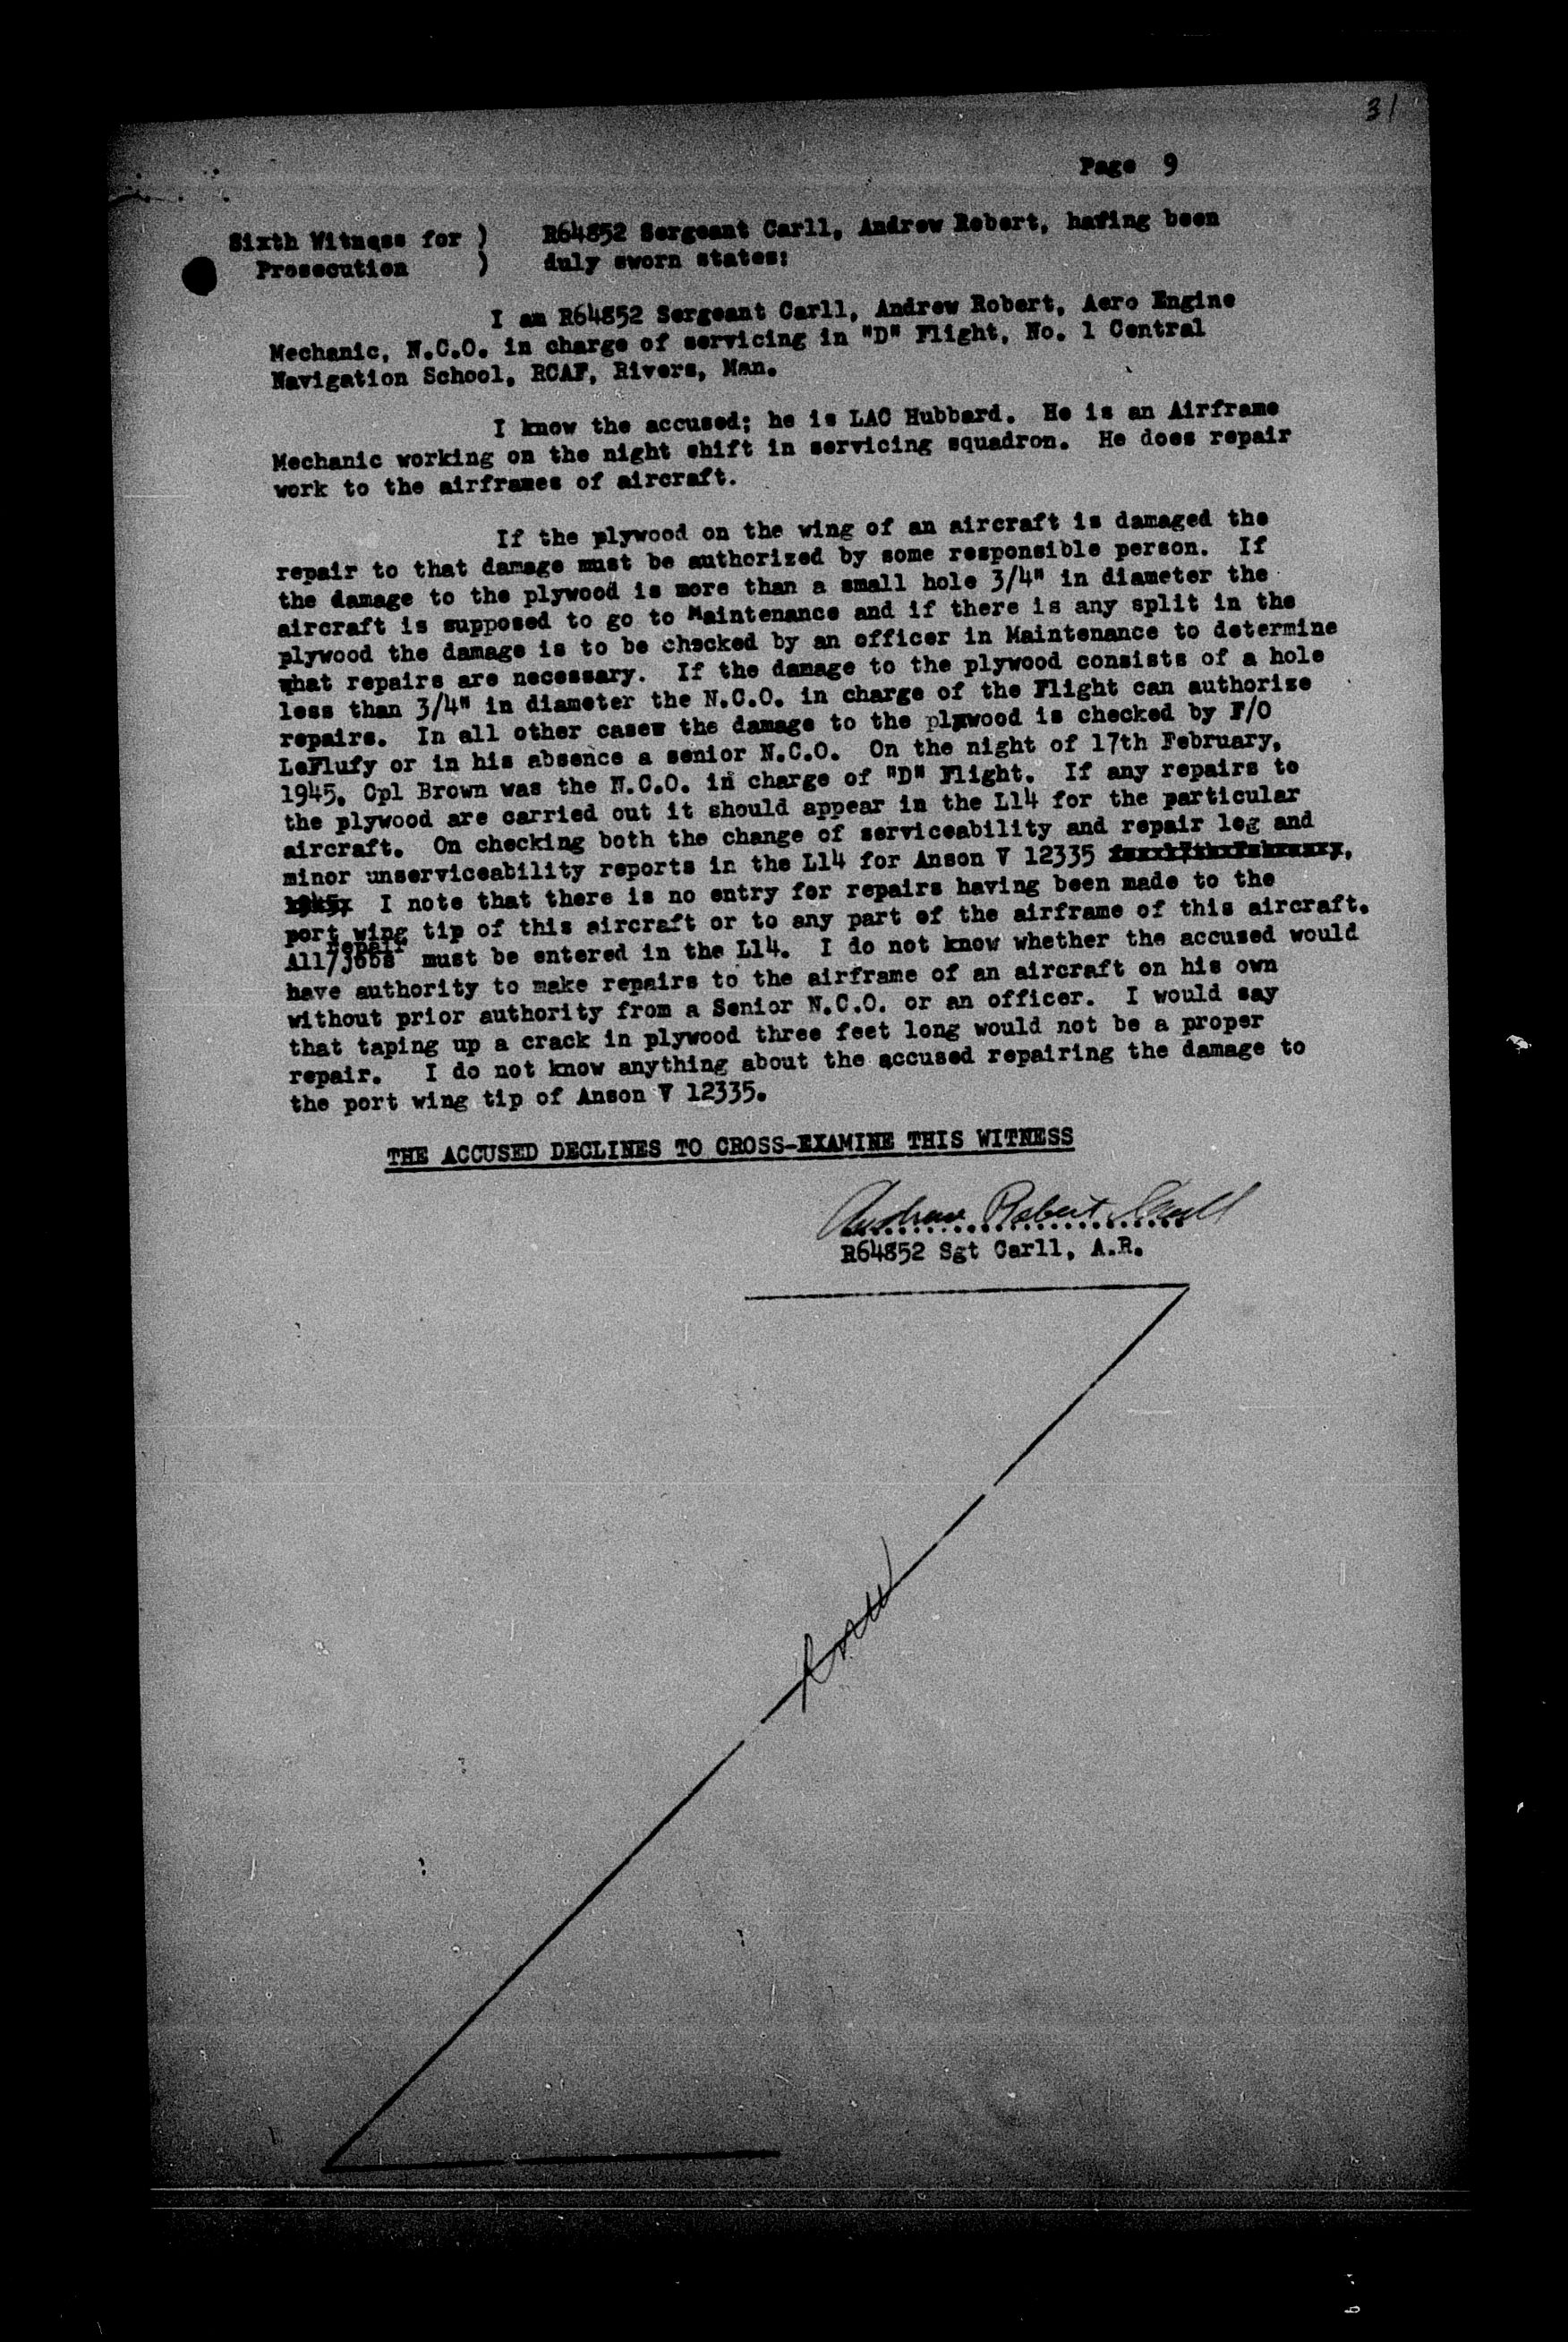 31
Page 9
Sixth Witness for ) R64852 Sergeant Carll, Andrew Robert, having been
Prosecution ) duly sworn states:
I am R64852 Sergeant Carll, Andrew Robert, Aero Engine
Mechanic, N.C.O. in charge of servicing in "D" Flight, No. 1 Central
Navigation School, RCAF, Rivers, Man.
I know the accused; he is LAC Hubbard. He is an Airframe
Mechanic working on the night shift in servicing squadron. He does repair
work to the airframes of aircraft.
If the plywood on the wing of an aircraft is damaged the
repair to that damage must be authorized by some responsible person. If
the damage to the plywood is more than a small hole 3/4" in diameter the
aircraft is supposed to go to Maintenance and if there is any split in the
plywood the damage is to be checked by an officer in Maintenance to determine
what repairs are necessary. If the damage to the plywood consists of a hole
less than 3/4" in diameter the N.C.O. in charge of the Flight can authorize
repairs. In all other cases the damage to the plywood is checked by F/O
LeFlufy or in his absence a senior N.C.O. On the night of 17th February,
1945, Cpl Brown was the N.C.O. in charge of "D" Flight. If any repairs to
the plywood are carried out it should appear in the L14 for the particular
aircraft. On checking both the change of serviceability and repair log and
minor unserviceability reports in the L14 for Anson V 12335 for 17th February,
1945, I note that there is no entry for repairs having been made to the
port wing tip of this aircraft or to any part of the airframe of this aircraft.
All/repair jobs must be entered in the L14. I do not know whether the accused would
have authority to make repairs to the airframe of an aircraft on his own
without prior authority from a Senior N.C.O. or an officer. I would say
that taping up a crack in plywood three feet long would not be a proper
repair. I do not know anything about the accused repairing the damage to
the port wing tip of Anson V 12335.
THE ACCUSED DECLINES TO CROSS-EXAMINE THIS WITNESS
Andrew Robert Carll
R64852 Sgt Carll, A.R.